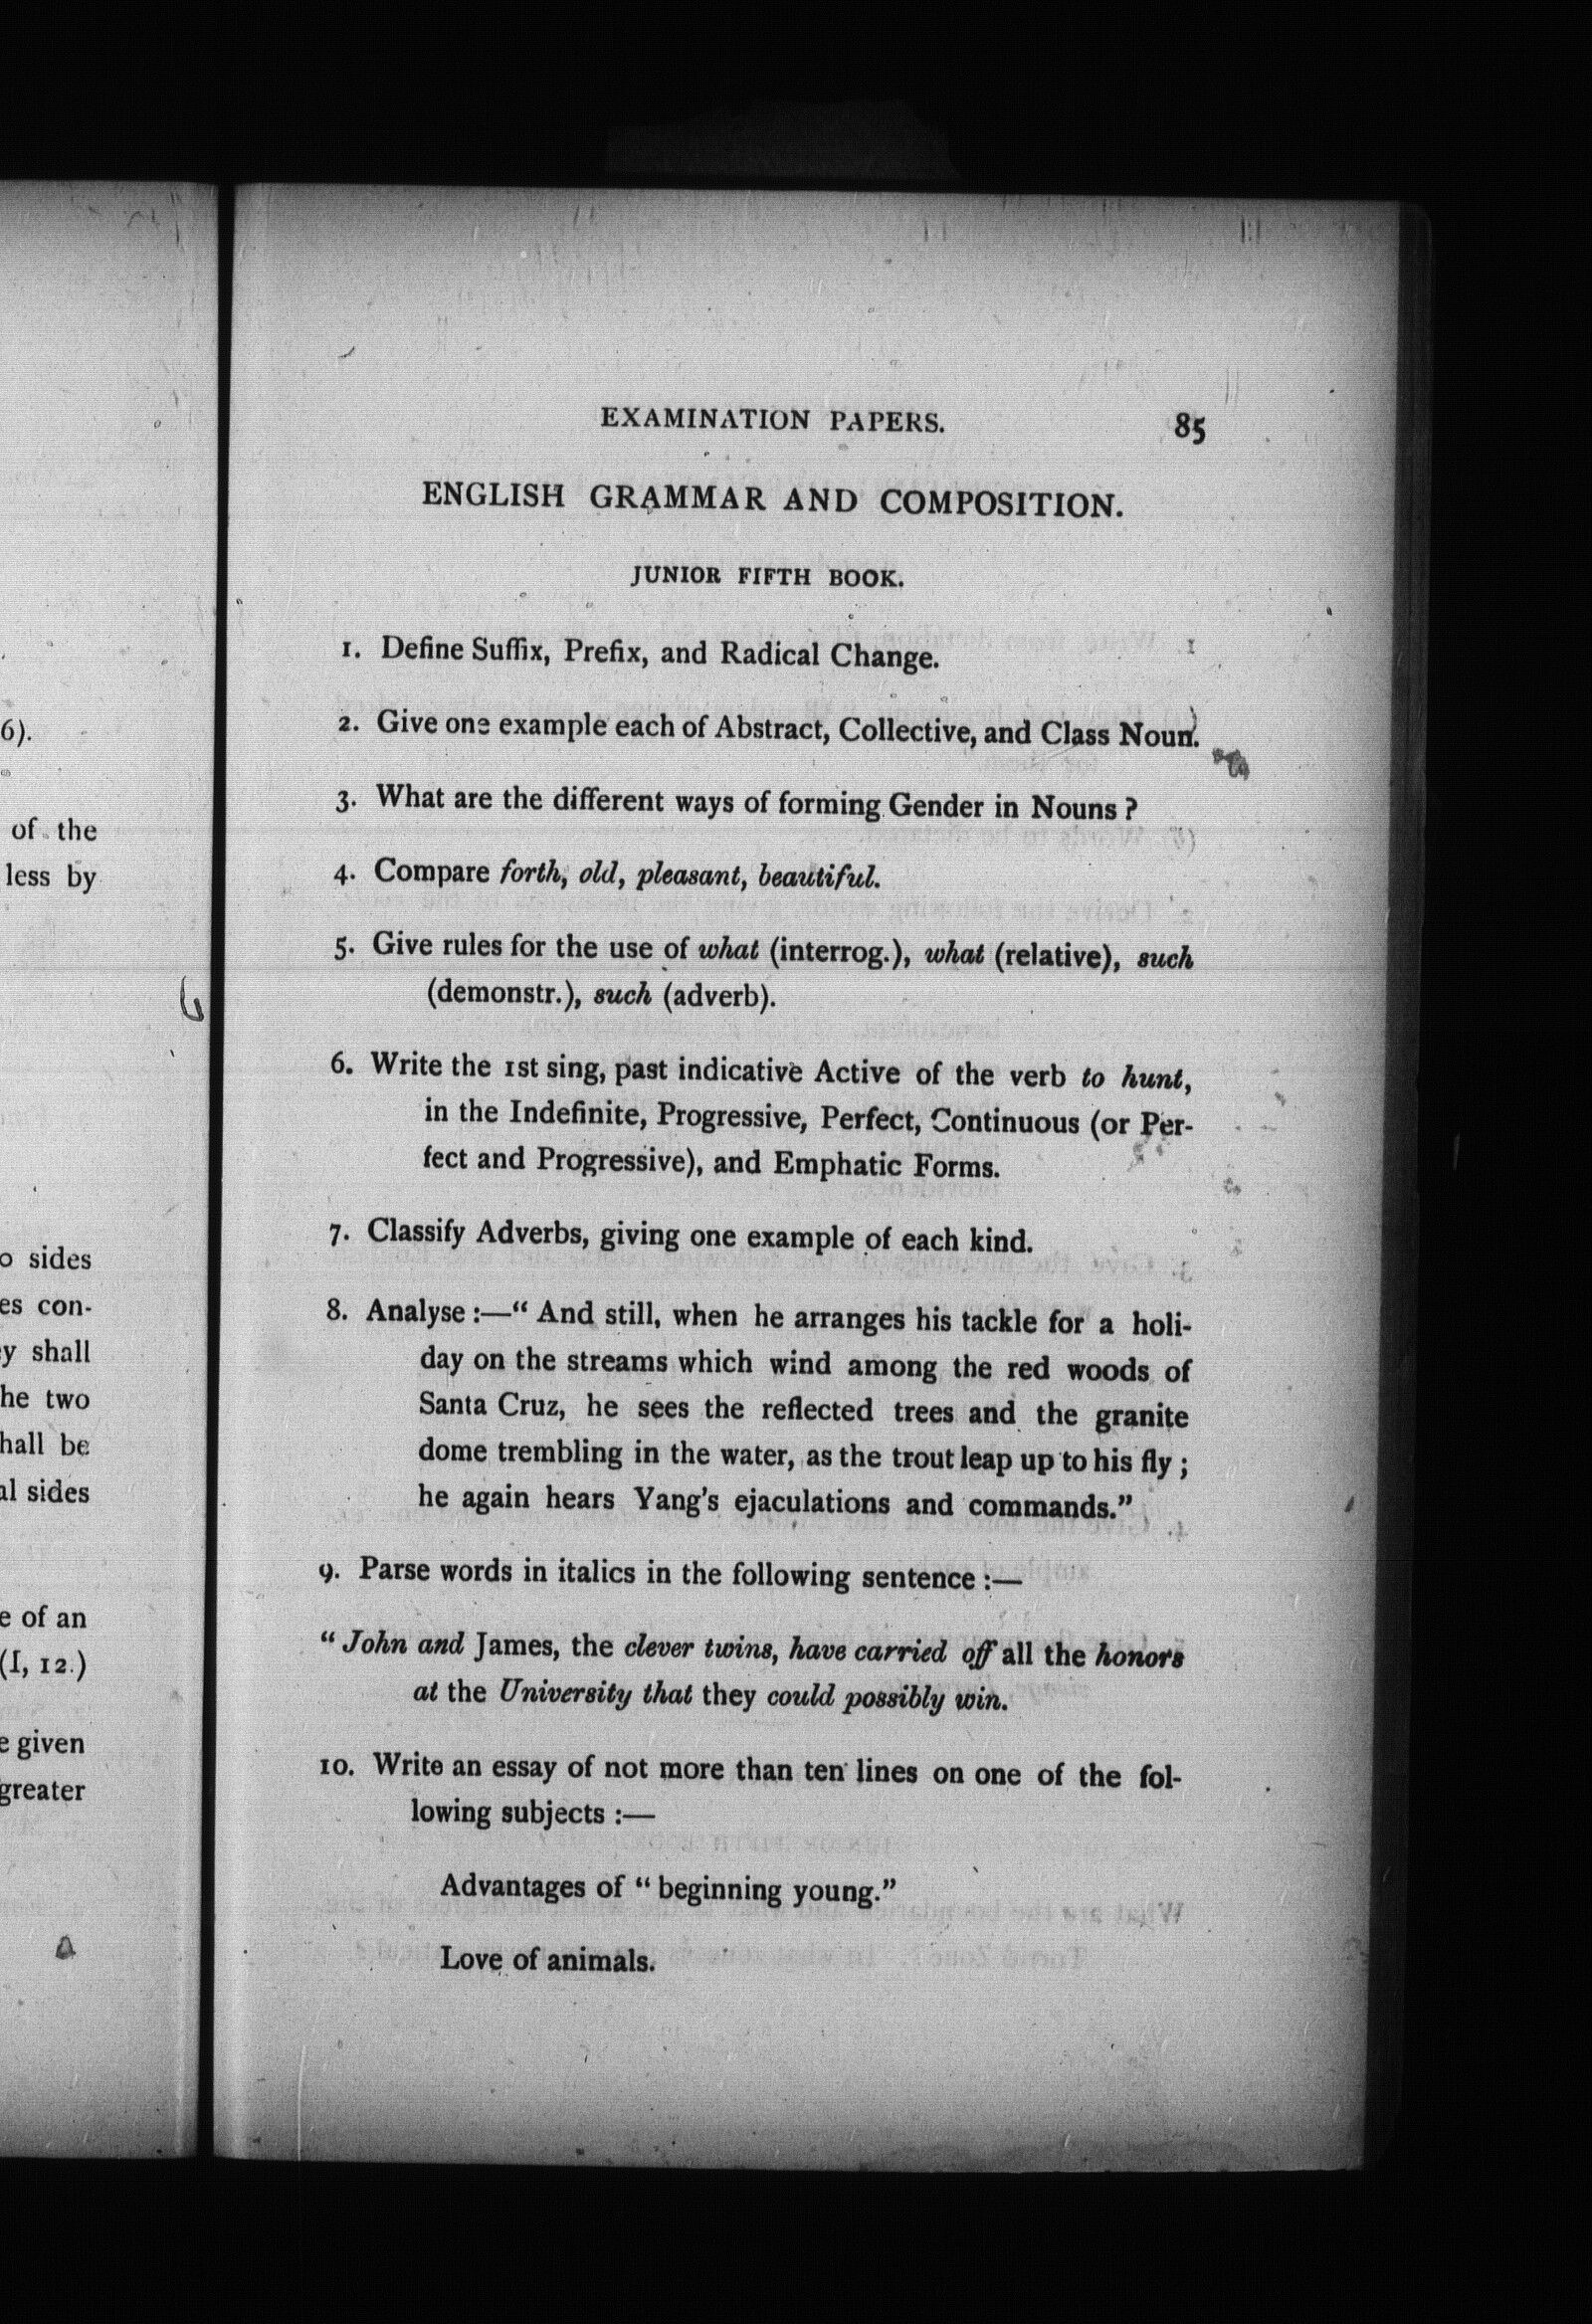 6).
of the
less by
sides
es con-
shall
he two
hall be
al sides
e of an
(I, 12.)
e given
greater
EXAMINATION PAPERS. 85
ENGLISH GRAMMAR AND COMPOSITION.
JUNIOR FIFTH BOOK.
1. Define Suffix, Prefix, and Radical Change.
2. Give one example each of Abstract, Collective, and Class Noun.
3. What are the different ways of forming Gender in Nouns ?
4. Compare forth, old, pleasant, beautiful.
5. Give rules for the use of what (interrog.), what (relative), such
(demonstr.), such (adverb).
6. Write the 1st sing, past indicative Active of the verb to hunt,
in the Indefinite, Progressive, Perfect, Continuous (or Per-
fect and Progressive), and Emphatic Forms.
7. Classify Adverbs, giving one example of each kind.
8. Analyse :—“ And still, when he arranges his tackle for a holi-
day on the streams which wind among the red woods of
Santa Cruz, he sees the reflected trees and the granite
dome trembling in the water, as the trout leap up to his fly ;
he again hears Yang’s ejaculations and commands.”
9. Parse words in italics in the following sentence :—
“ John and James, the clever twins, have carried off all the honors
at the University that they could possibly win.
10. Write an essay of not more than ten lines on one of the fol-
lowing subjects :—
Advantages of “ beginning young.”
Love of animals.